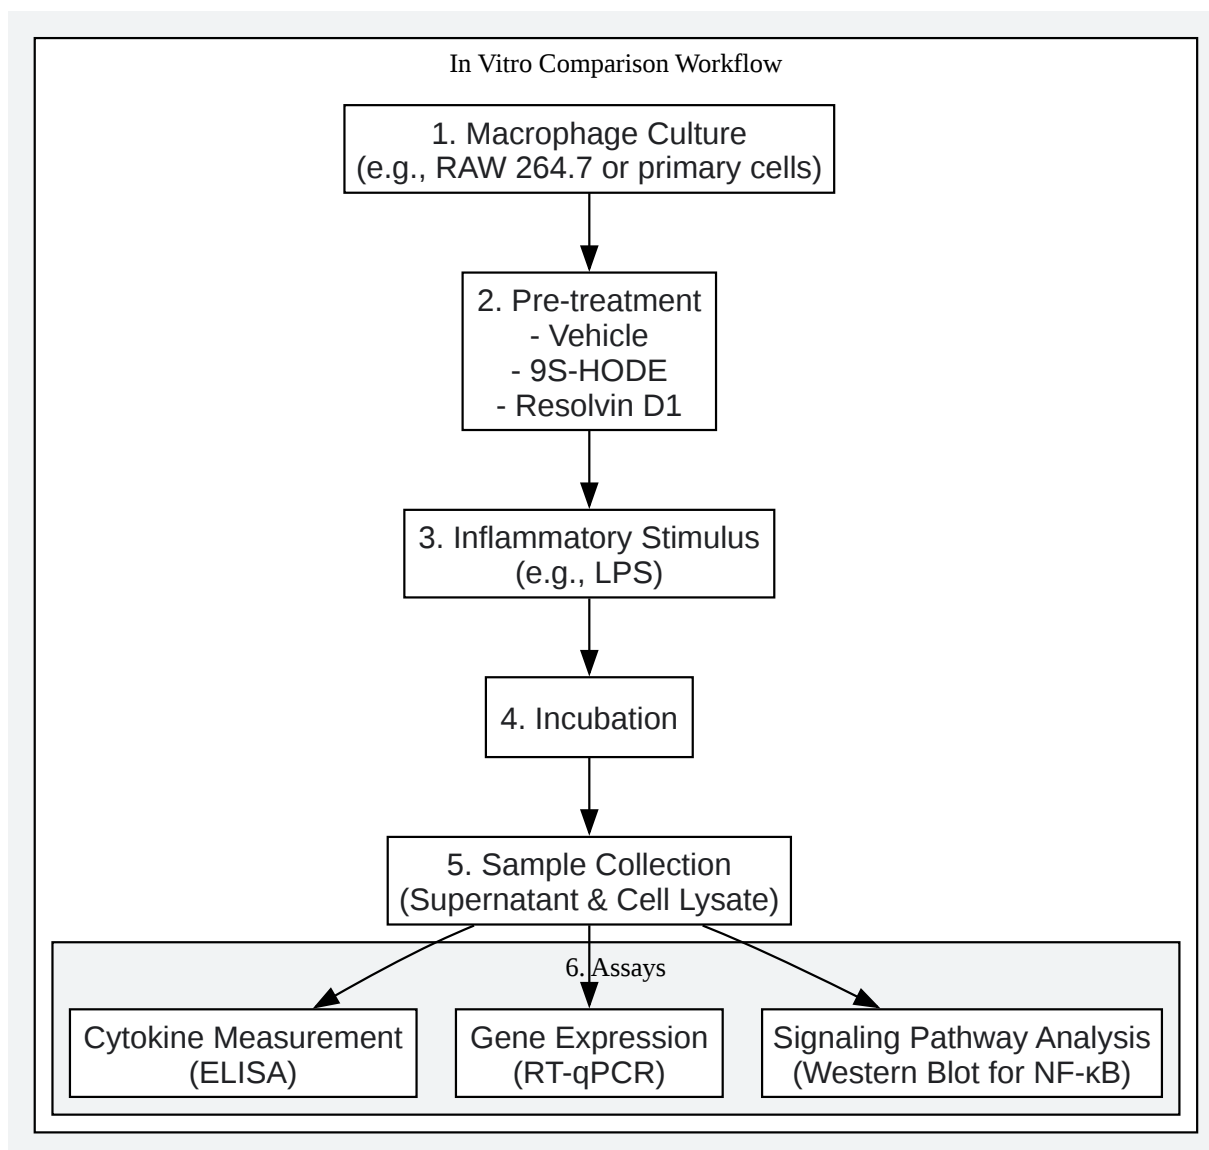 In Vitro Comparison Workflow
1. Macrophage Culture
(e.g., RAW 264.7 or primary cells)
2. Pre-treatment
- Vehicle
- 9S-HODE
- Resolvin D1
3. Inflammatory Stimulus
(e.g., LPS)
4. Incubation
5. Sample Collection
(Supernatant & Cell Lysate)
6. Assays
Cytokine Measurement
(ELISA)
Gene Expression
(RT-qPCR)
Signaling Pathway Analysis
(Western Blot for NF-κB)